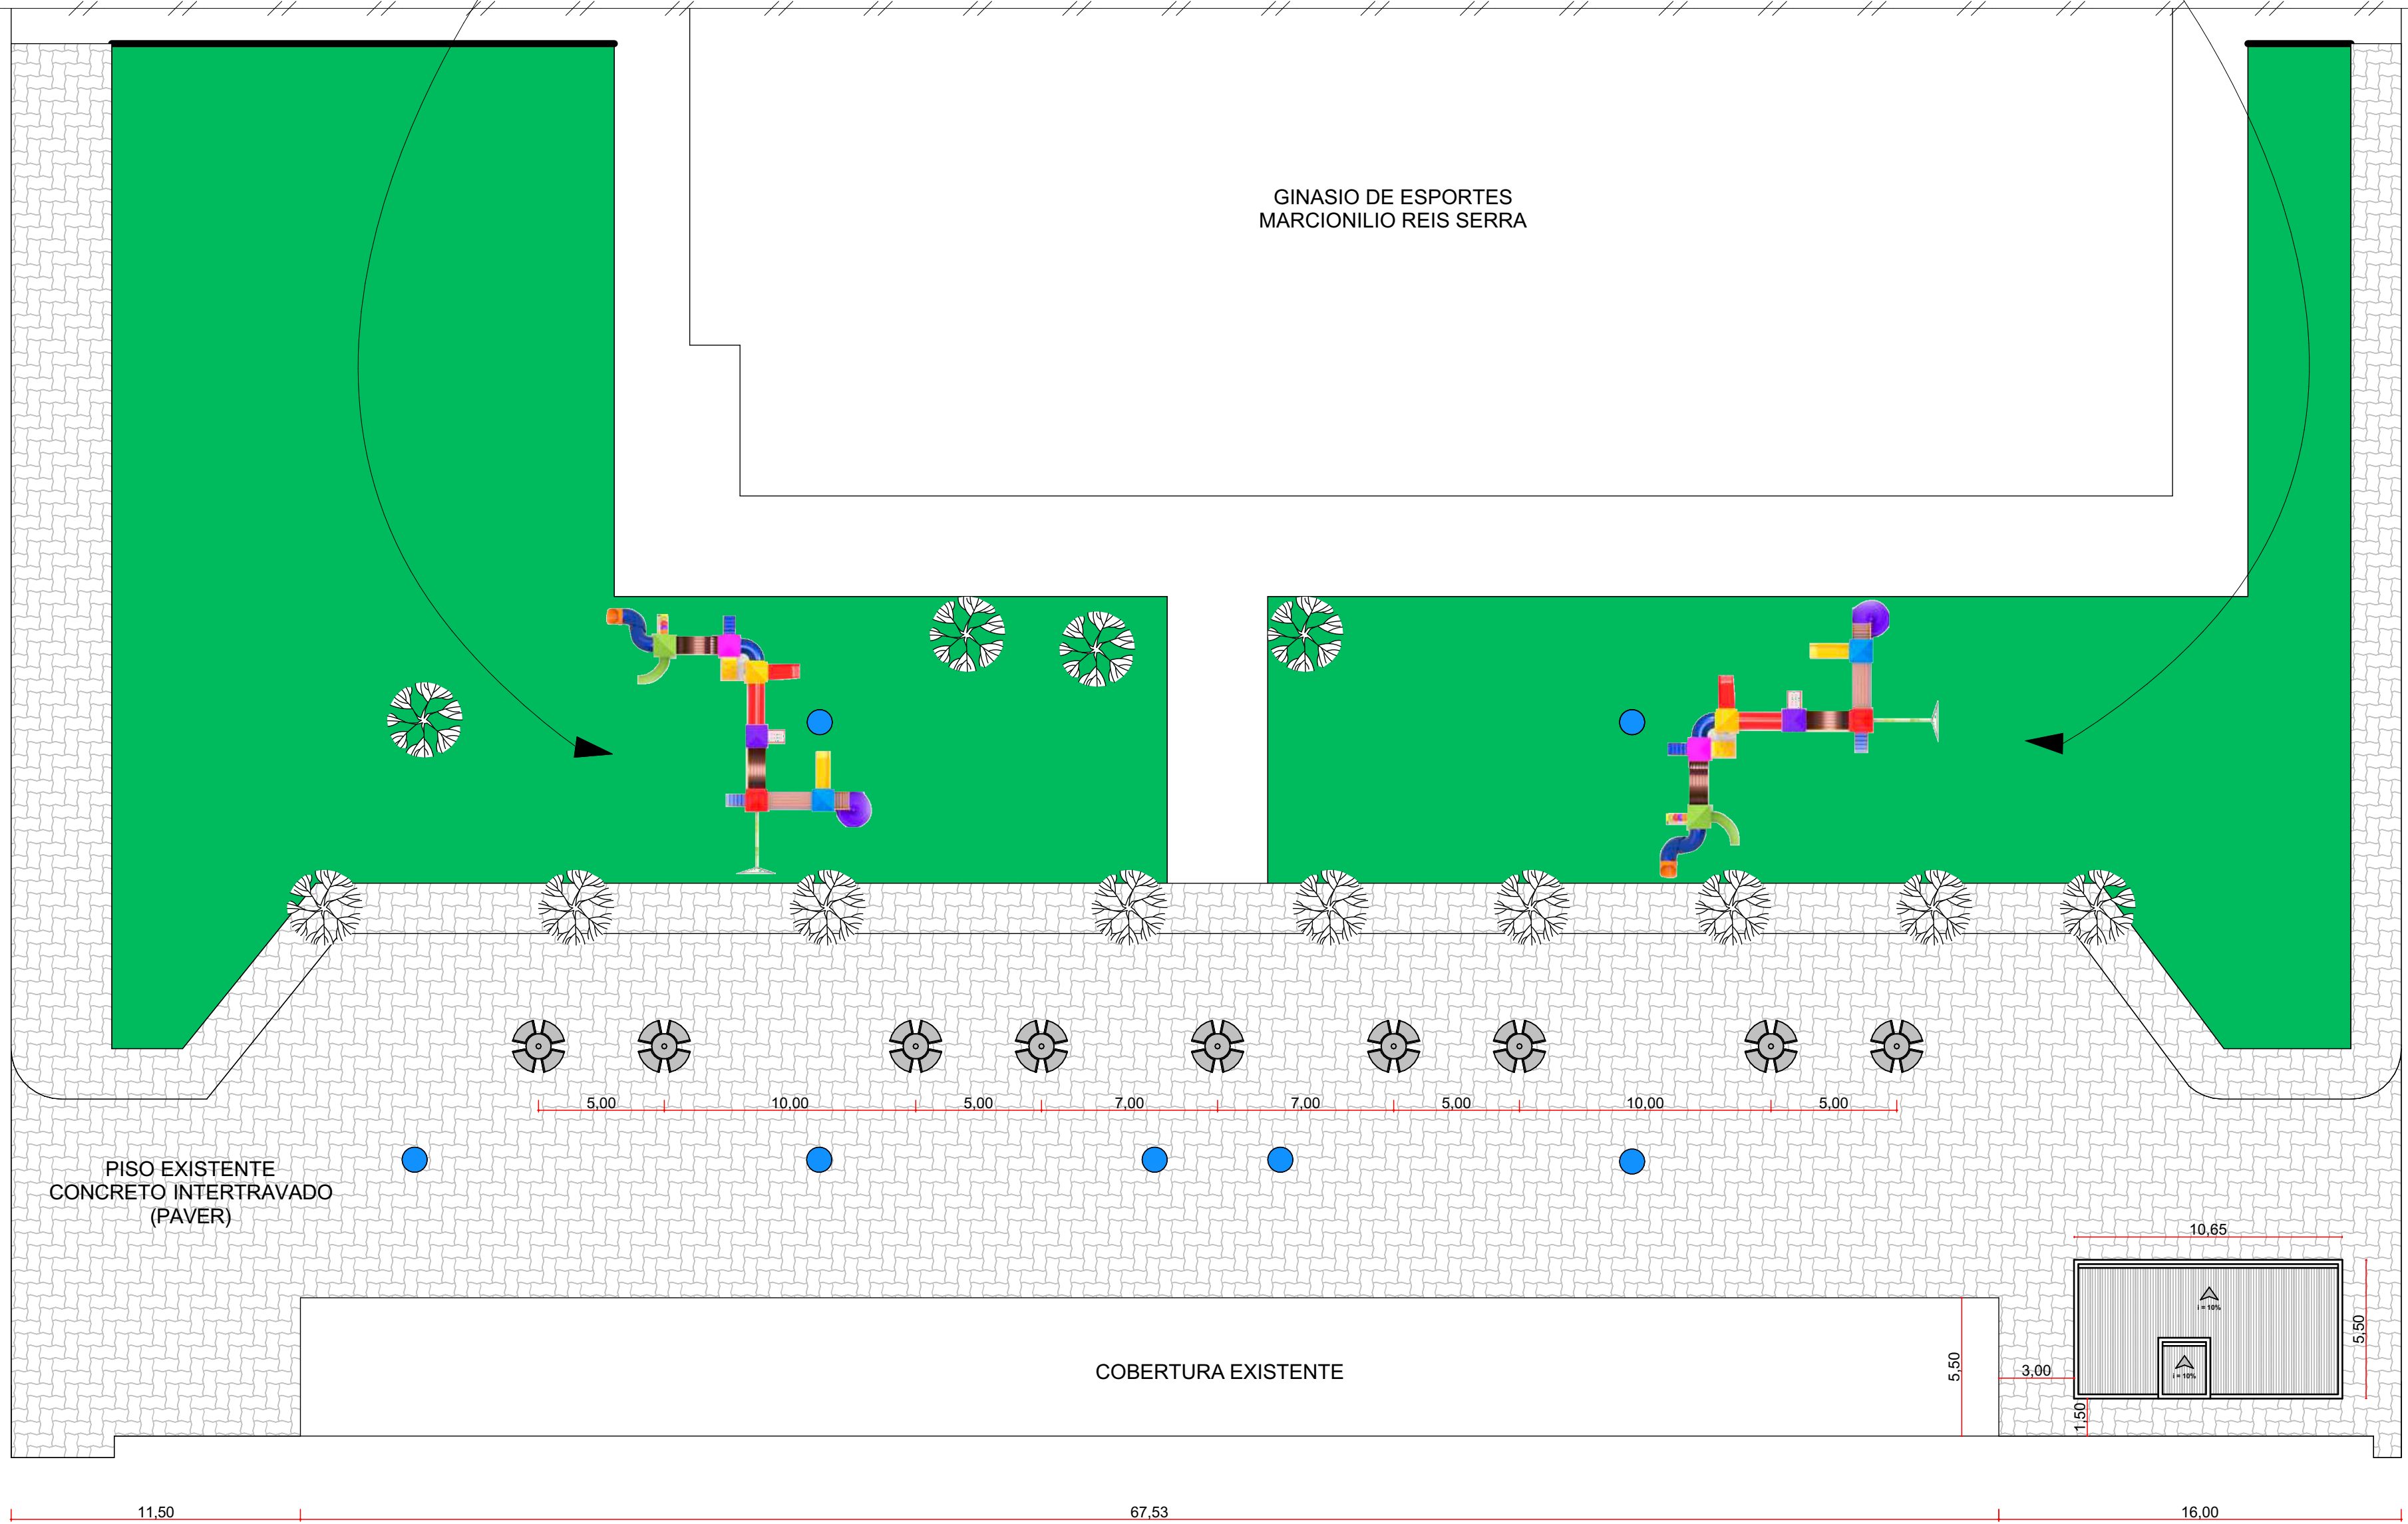 GINASIO DE ESPORTES
MARCIONILIO REIS SERRA
5,00
10,00
5,00
7,00
7,00
5,00
10,00
5,00
PISO EXISTENTE
CONCRETO INTERTRAVADO
(PAVER)
10,65
i = 10%
5,50
i = 10%
COBERTURA EXISTENTE
5,50
3,00
1,50
11,50
67,53
16,00